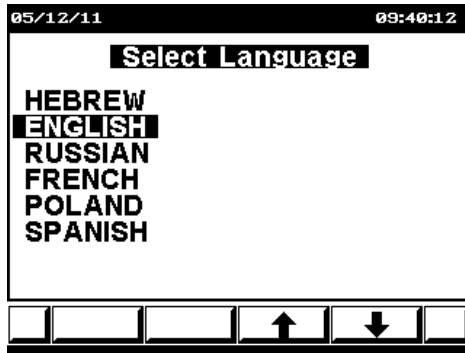 05/12/11 09:40:12
Select Language
HEBREW
ENGLISH
RUSSIAN
FRENCH
POLAND
SPANISH